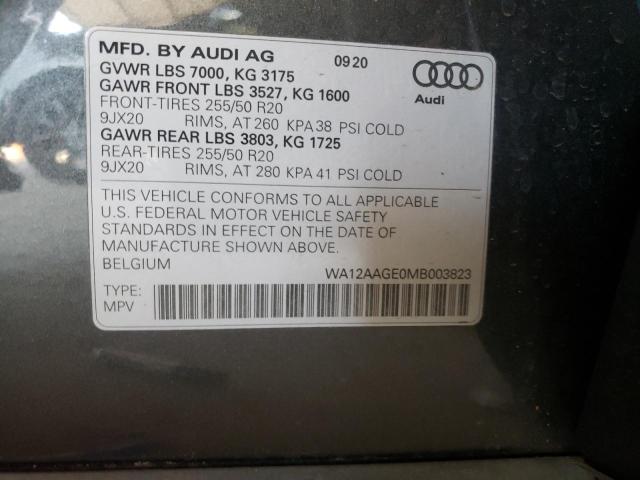 MFD. BY AUDI AG 09 20
GVWR LBS 7000, KG 3175
GAWR FRONT LBS 3527, KG 1600
FRONT-TIRES 255/50 R20
9JX20 RIMS, AT 260 KPA 38 PSI COLD
GAWR REAR LBS 3803, KG 1725
REAR-TIRES 255/50 R20
9JX20 RIMS, AT 280 KPA 41 PSI COLD
Audi
THIS VEHICLE CONFORMS TO ALL APPLICABLE
U.S. FEDERAL MOTOR VEHICLE SAFETY
STANDARDS IN EFFECT ON THE DATE OF
MANUFACTURE SHOWN ABOVE.
BELGIUM WA12AAGE0MB003823
TYPE:
MPV